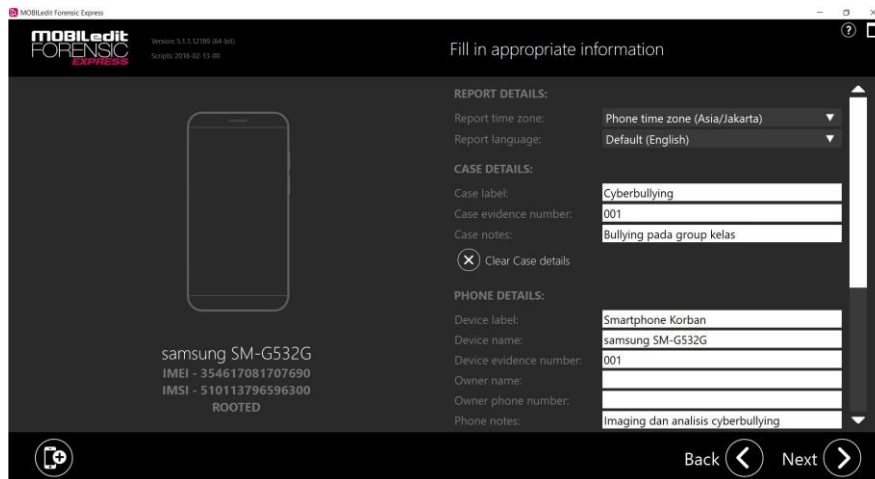 MOBILedit Forensic Express
MOBILedit
FORENSIC
EXPRESS
Version: 5.1.1.12189 (64-bit)
Scripts: 2018-02-13-00
Fill in appropriate information
?
REPORT DETAILS:
Report time zone: Phone time zone (Asia/Jakarta)
Report language: Default (English)
CASE DETAILS:
Case label: Cyberbullying
Case evidence number: 001
Case notes: Bullying pada group kelas
Clear Case details
PHONE DETAILS:
Device label: Smartphone Korban
Device name: samsung SM-G532G
Device evidence number: 001
Owner name:
Owner phone number:
Phone notes: Imaging dan analisis cyberbullying
samsung SM-G532G
IMEI - 354617081707690
IMSI - 510113796596300
ROOTED
Back
Next